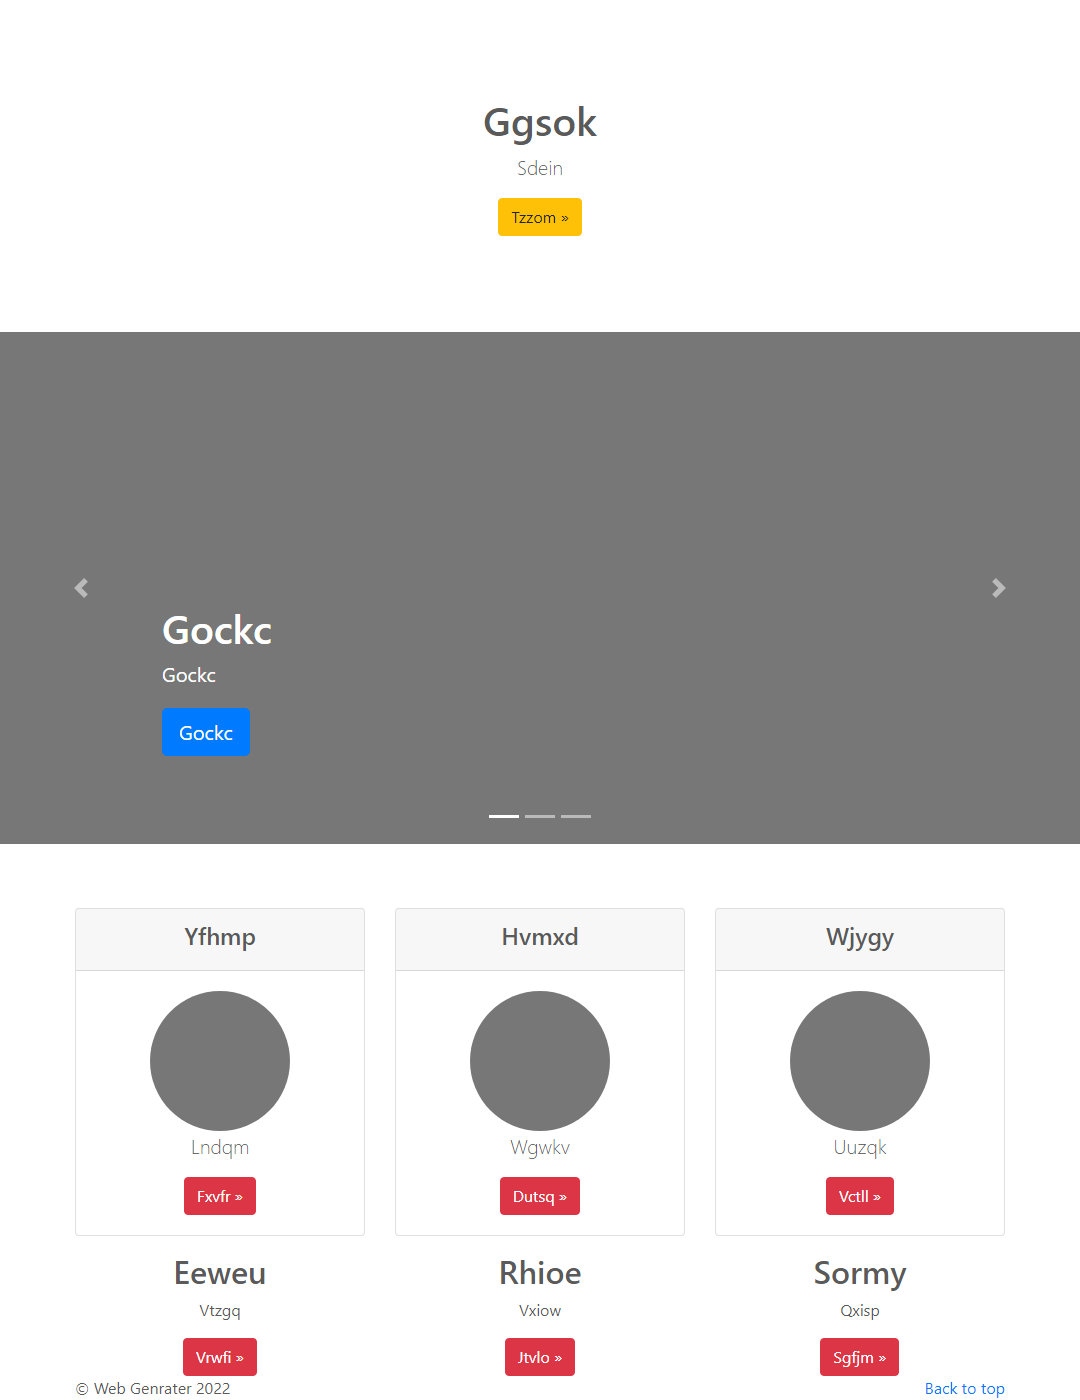 Ggsok
Sdein
Tzzom »
Gockc
Gockc
Gockc
Yfhmp
Lndqm
Fxvfr »
Hvmxd
Wgwkv
Dutsq »
Wjygy
Uuzqk
Vctll »
Eeweu
Vtzgq
Vrwfi »
Rhioe
Vxiow
Jtvlo »
Sormy
Qxisp
Sgfjm »
© Web Genrater 2022
Back to top